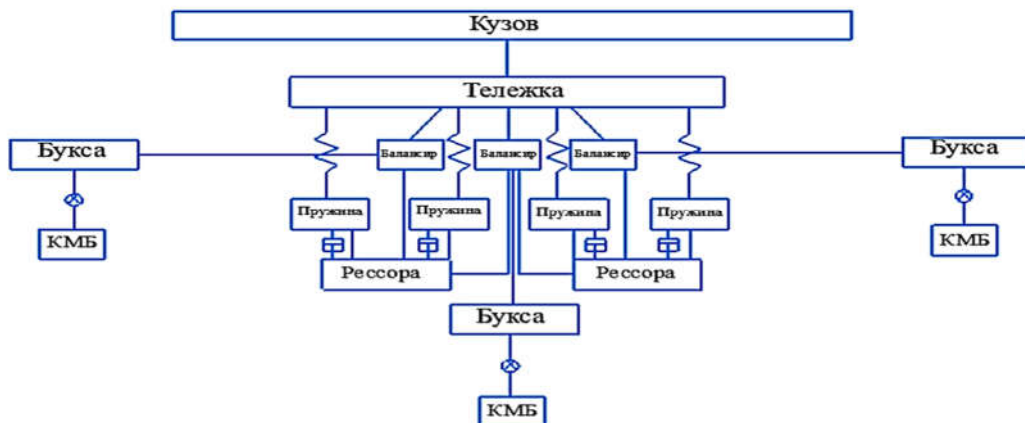 Кузов
Тележка
Букса
Балансир
Балансир
Балансир
Букса
Пружина
Пружина
Пружина
Пружина
КМБ
КМБ
Рессора
Рессора
Букса
КМБ